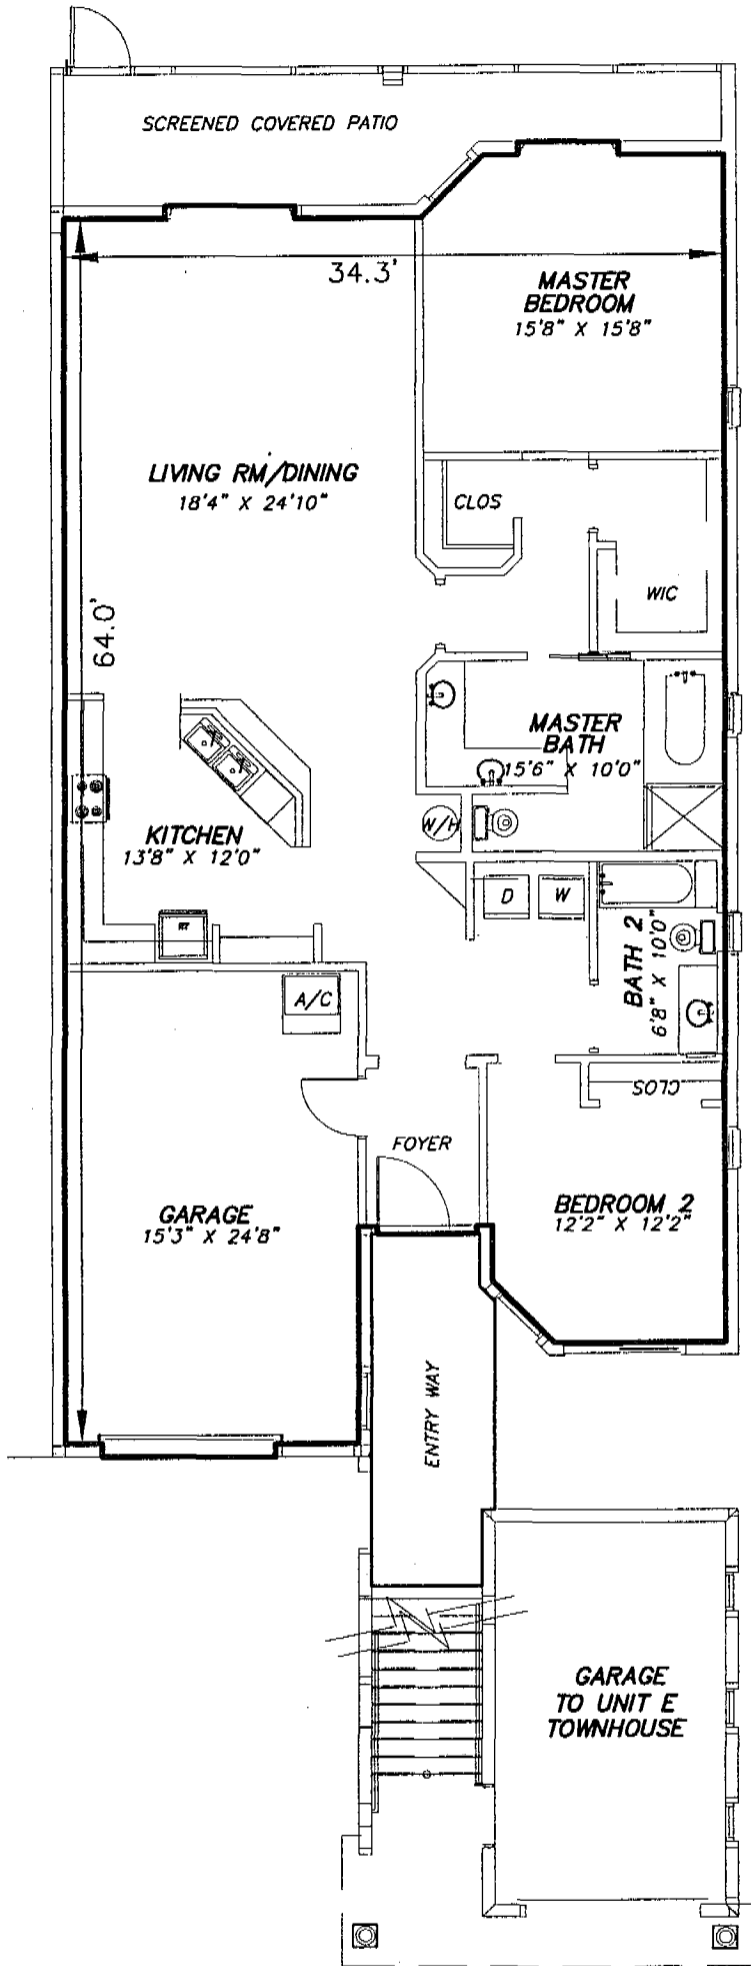 SCREENED COVERED PATIO
34.3'
MASTER
BEDROOM
15'8" X 15'8"
LIVING RM/DINING
18'4" X 24'10"
CLOS
WIC
64.0'
MASTER
BATH
15'6" X 10'0"
W/H
KITCHEN
13'8" X 12'0"
D
W
BATH 2
6'8" X 10'0"
A/C
CLOS
FOYER
BEDROOM 2
12'2" X 12'2"
GARAGE
15'3" X 24'8"
ENTRY WAY
GARAGE
TO UNIT E
TOWNHOUSE